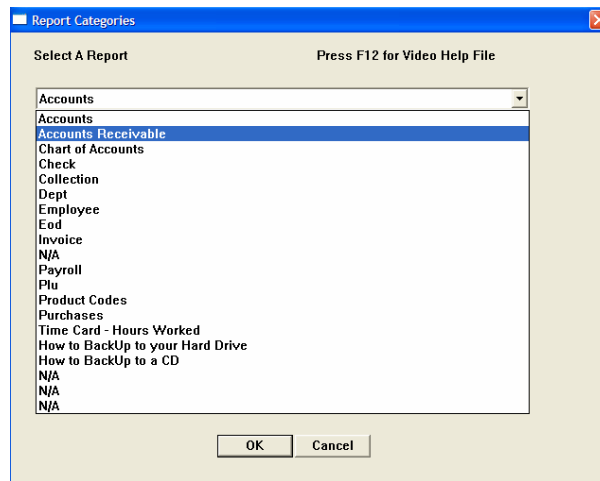 Report Categories
Select A Report Press F12 for Video Help File
Accounts
Accounts
Accounts Receivable
Chart of Accounts
Check
Collection
Dept
Employee
Eod
Invoice
N/A
Payroll
Plu
Product Codes
Purchases
Time Card - Hours Worked
How to BackUp to your Hard Drive
How to BackUp to a CD
N/A
N/A
N/A
OK Cancel